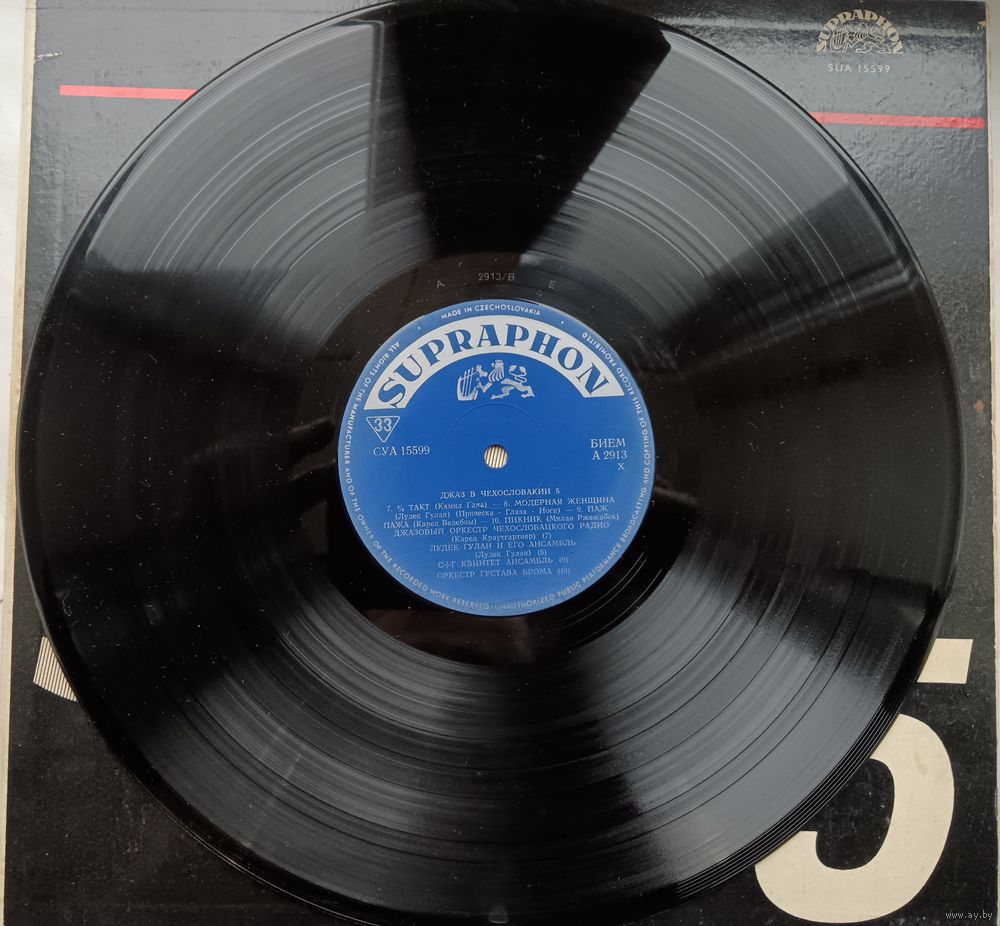 SUPRAPHON
SUA 15599
2913/B
A E
MADE IN CZECHOSLOVAKIA
ALL RIGHTS OF THE MANUFACTURER AND OF THE OWNER OF THE RECORDED WORK RESERVED · UNAUTHORIZED PUBLIC PERFORMANCE BROADCASTING AND COPYING OF THIS RECORD PROHIBITED
SUPRAPHON
33
СУА 15599
БИЕМ
А 2913
x
ДЖАЗ В ЧЕХОСЛОВАКИИ 5
7. ¾ ТАКТ (Камил Гала) — 8. МОДЕРНАЯ ЖЕНЩИНА
(Лудек Гулан) (Прическа - Глаза - Ноги) — 9. ПАЖ
ПАЖА (Карел Велебны) — 10. ПИКНИК (Милан Ржежабек)
ДЖАЗОВЫЙ ОРКЕСТР ЧЕХОСЛОБАЦКОГО РАДИО
(Карел Краутгартнер) (7)
ЛУДЕК ГУЛАН И ЕГО АНСАМБЛЬ
(Лудек Гулан) (8)
С+Г КВИНТЕТ АНСАМБЛЬ (9)
ОРКЕСТР ГУСТАВА БРОМА (10)
5
www.ay.by